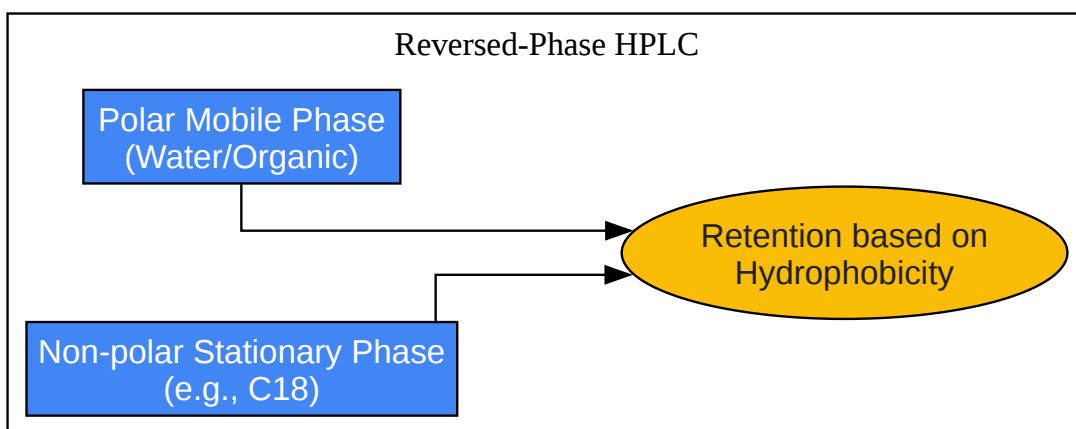 Reversed-Phase HPLC
Polar Mobile Phase
(Water/Organic)
Retention based on
Hydrophobicity
Non-polar Stationary Phase
(e.g., C18)